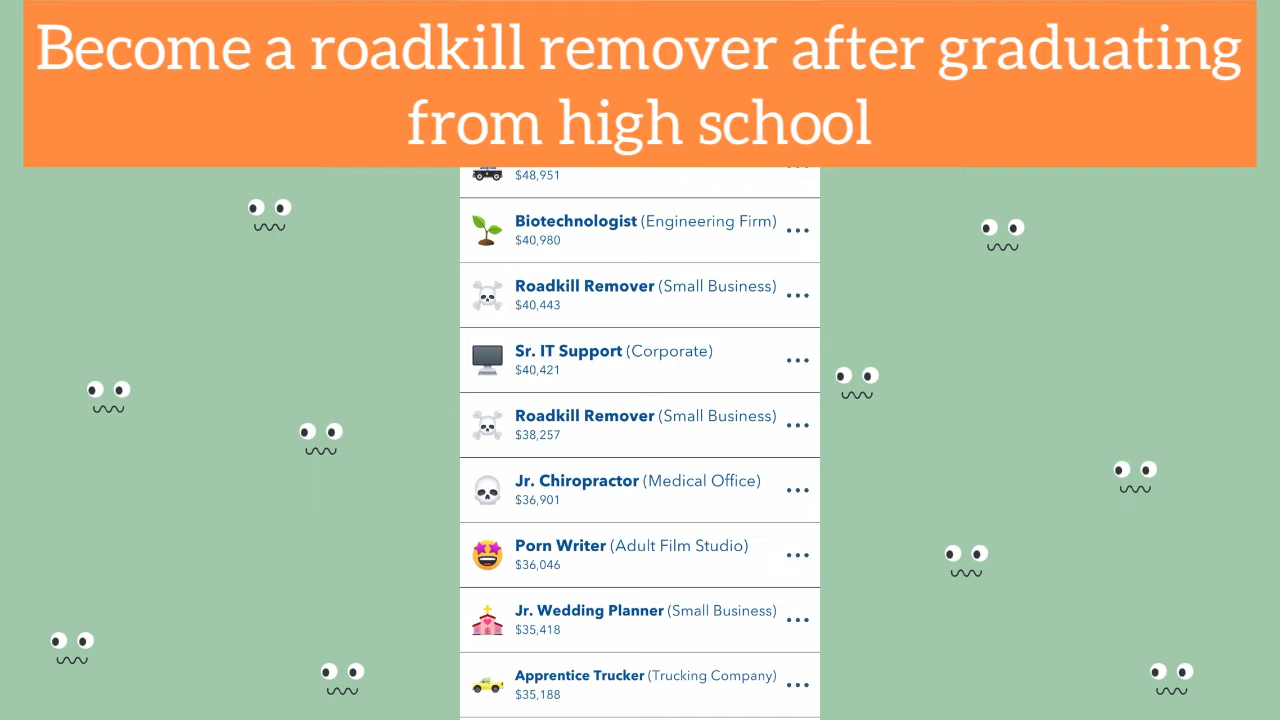 Become a roadkill remover after graduating
from high school
$48,951
Biotechnologist (Engineering Firm)
$40,980
Roadkill Remover (Small Business)
$40,443
Sr. IT Support (Corporate)
$40,421
Roadkill Remover (Small Business)
$38,257
Jr. Chiropractor (Medical Office)
$36,901
Porn Writer (Adult Film Studio)
$36,046
Jr. Wedding Planner (Small Business)
$35,418
Apprentice Trucker (Trucking Company)
$35,188